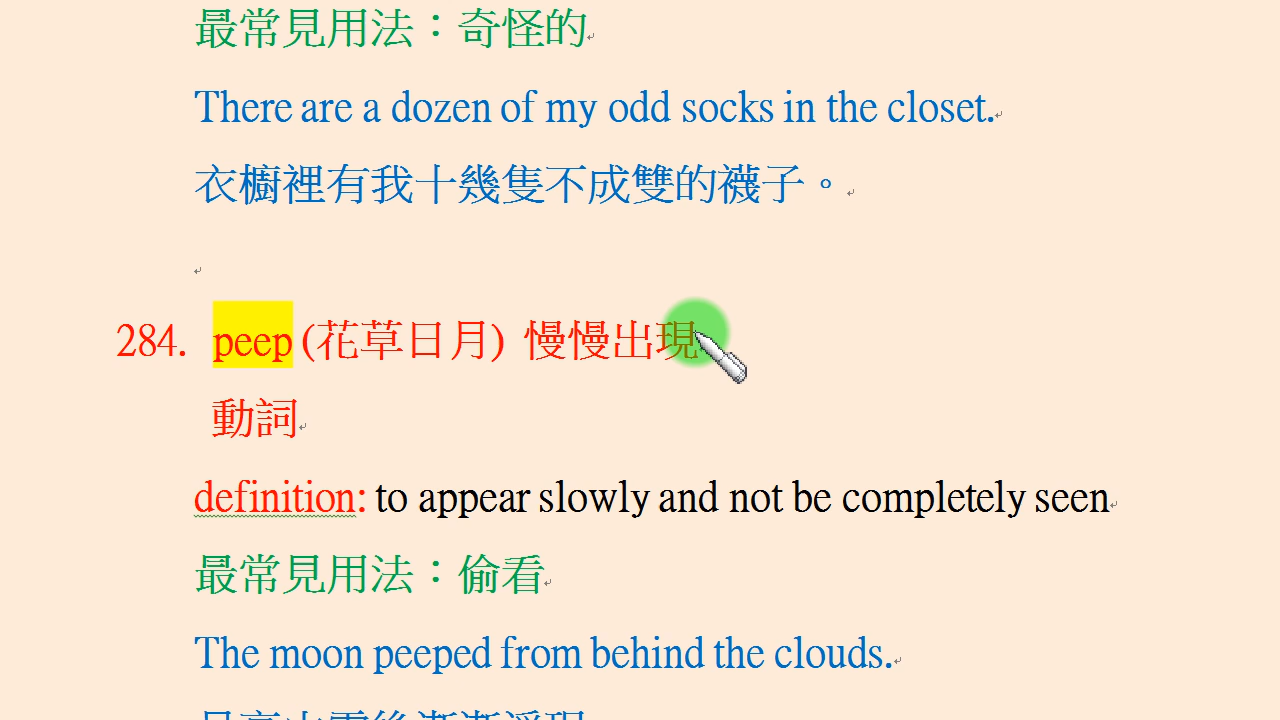 最常見用法：奇怪的
There are a dozen of my odd socks in the closet.
衣櫥裡有我十幾隻不成雙的襪子。
284. peep (花草日月) 慢慢出現
動詞
definition: to appear slowly and not be completely seen
最常見用法：偷看
The moon peeped from behind the clouds.